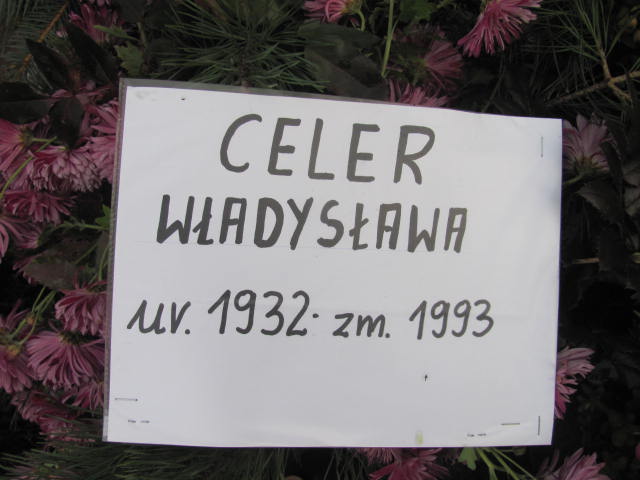 CELER
WŁADYSŁAWA
ur. 1932. zm. 1993